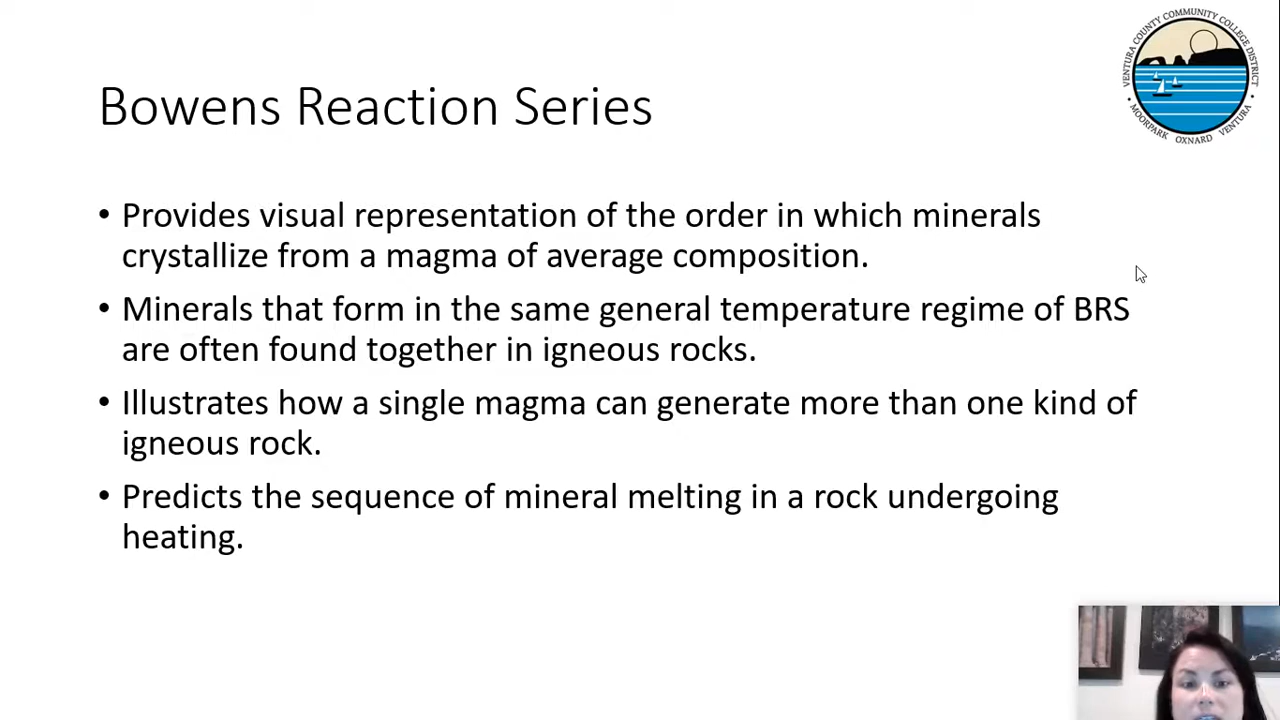 VENTURA COUNTY COMMUNITY COLLEGE DISTRICT
• MOORPARK OXNARD VENTURA •
Bowens Reaction Series
• Provides visual representation of the order in which minerals
crystallize from a magma of average composition.
• Minerals that form in the same general temperature regime of BRS
are often found together in igneous rocks.
• Illustrates how a single magma can generate more than one kind of
igneous rock.
• Predicts the sequence of mineral melting in a rock undergoing
heating.